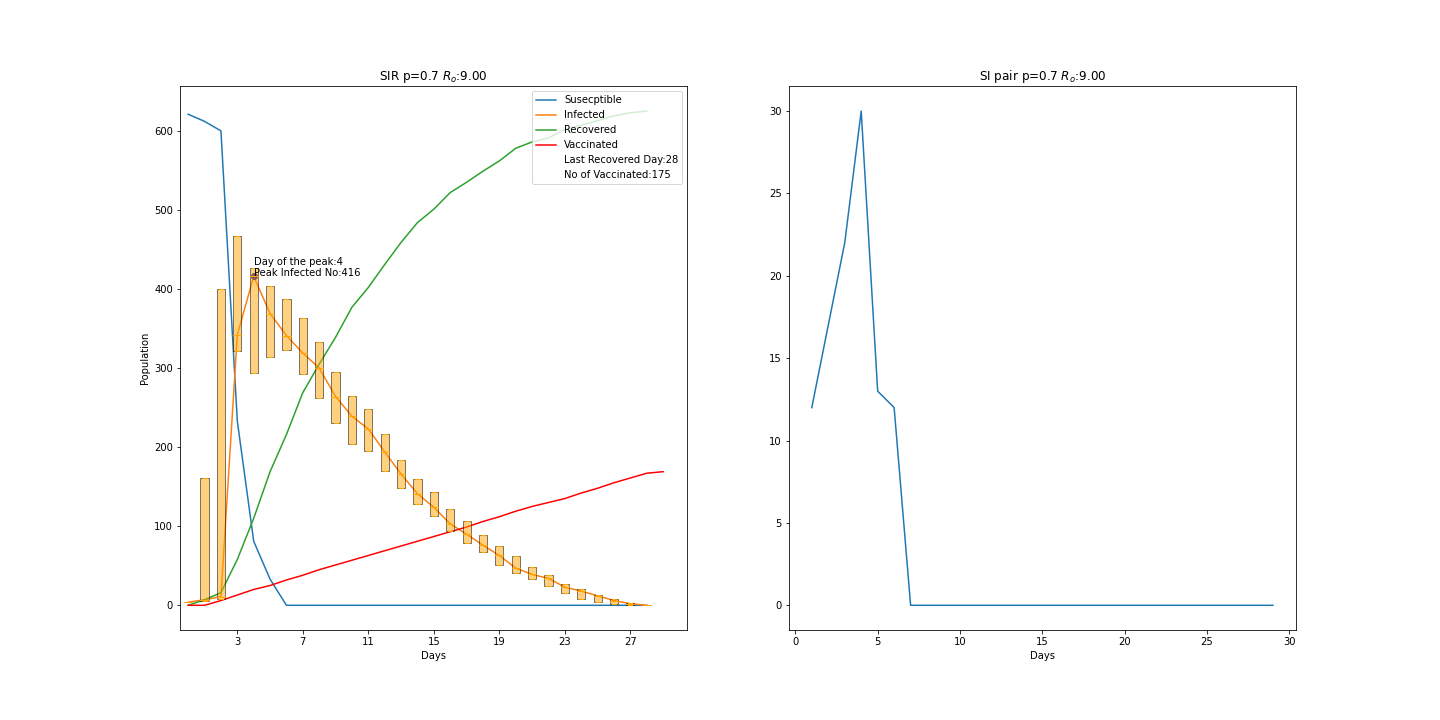 SIR p=0.7 Ro:9.00
Susecptible
Infected
Recovered
Vaccinated
Last Recovered Day:28
No of Vaccinated:175
Day of the peak:4
Peak Infected No:416
Population
600
500
400
300
200
100
0
3 7 11 15 19 23 27
Days
SI pair p=0.7 Ro:9.00
30
25
20
15
10
5
0
0 5 10 15 20 25 30
Days